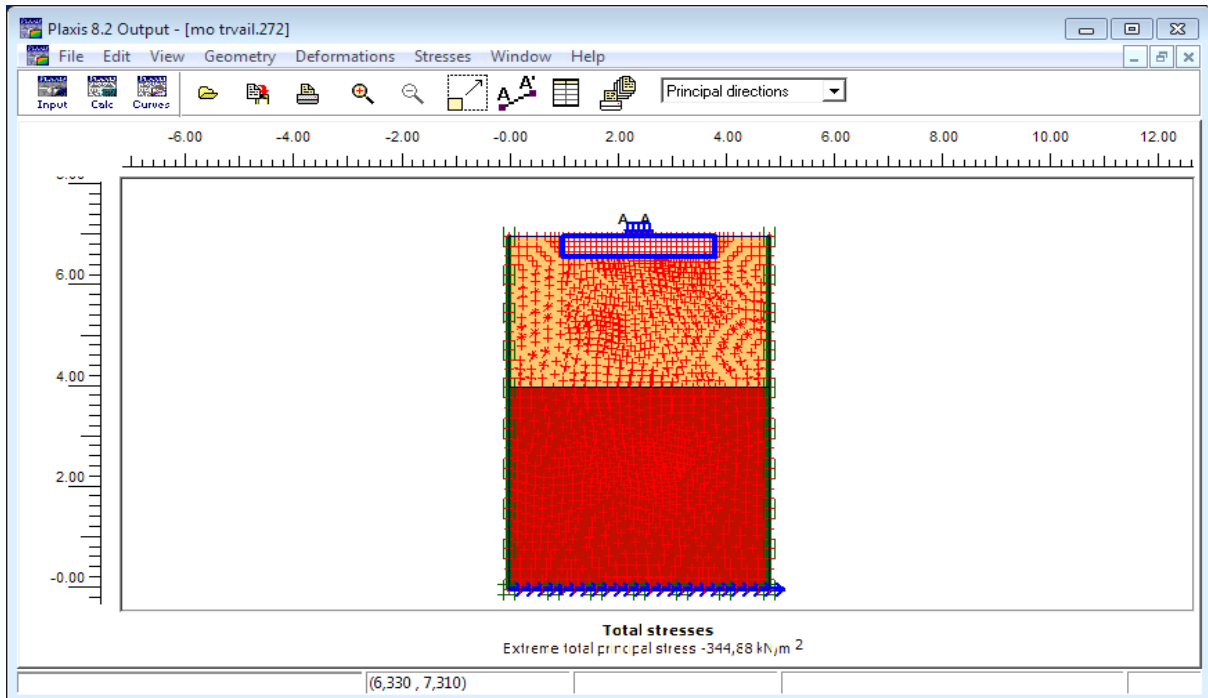 Plaxis 8.2 Output - [mo trvail.272]
File Edit View Geometry Deformations Stresses Window Help
Input Calc Curves
A A*
Principal directions
-6.00 -4.00 -2.00 -0.00 2.00 4.00 6.00 8.00 10.00 12.00
A A
6.00
4.00
2.00
-0.00
Total stresses
Extreme total principal stress -344,88 kN/m 2
(6,330 , 7,310)